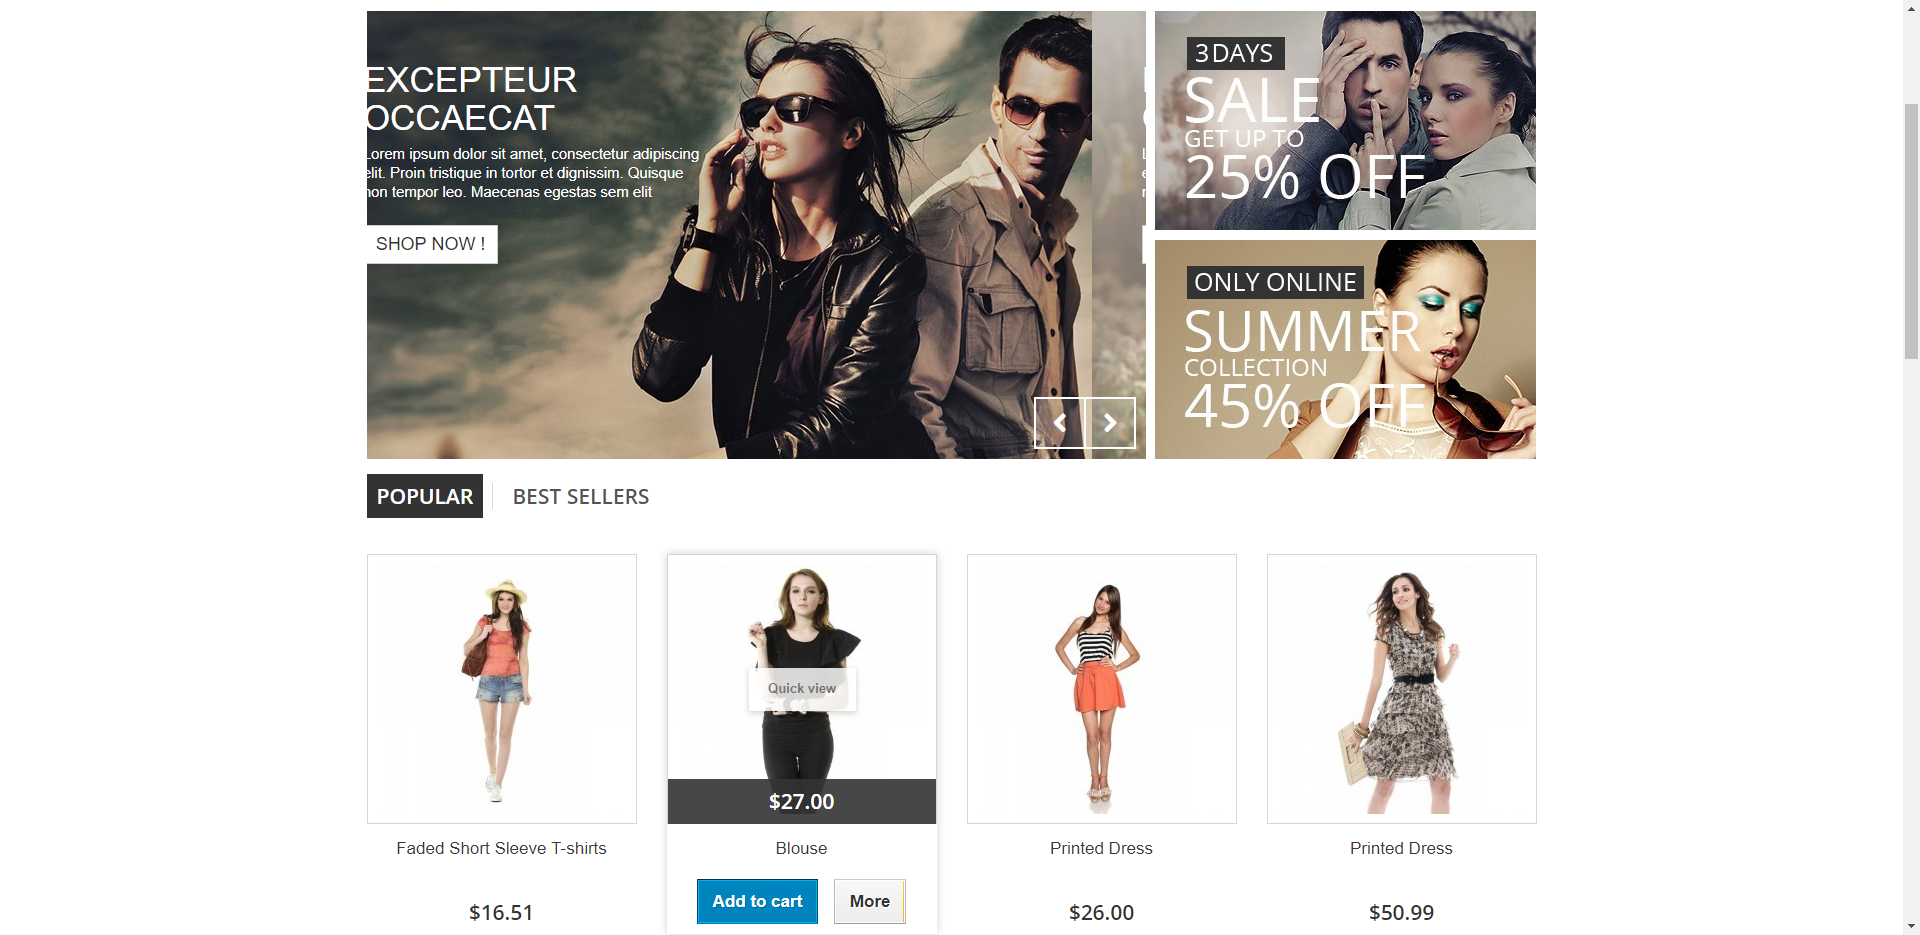 EXCEPTEUR
OCCAECAT
Lorem ipsum dolor sit amet, consectetur adipiscing
elit. Proin tristique in tortor et dignissim. Quisque
non tempor leo. Maecenas egestas sem elit
SHOP NOW !
3 DAYS
SALE
GET UP TO
25% OFF
ONLY ONLINE
SUMMER
COLLECTION
45% OFF
POPULAR
BEST SELLERS
Quick view
$27.00
Faded Short Sleeve T-shirts
Blouse
Printed Dress
Printed Dress
Add to cart
More
$16.51
$26.00
$50.99